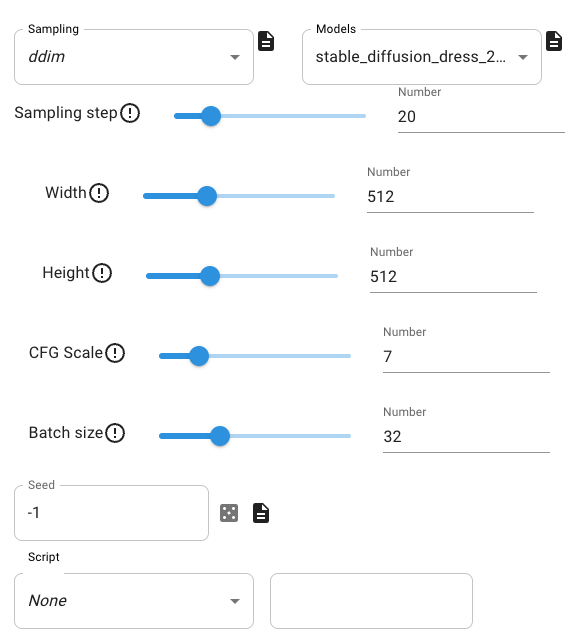 Sampling
ddim
Models
stable_diffusion_dress_2...
Sampling step
Number
20
Width
Number
512
Height
Number
512
CFG Scale
Number
7
Batch size
Number
32
Seed
-1
Script
None